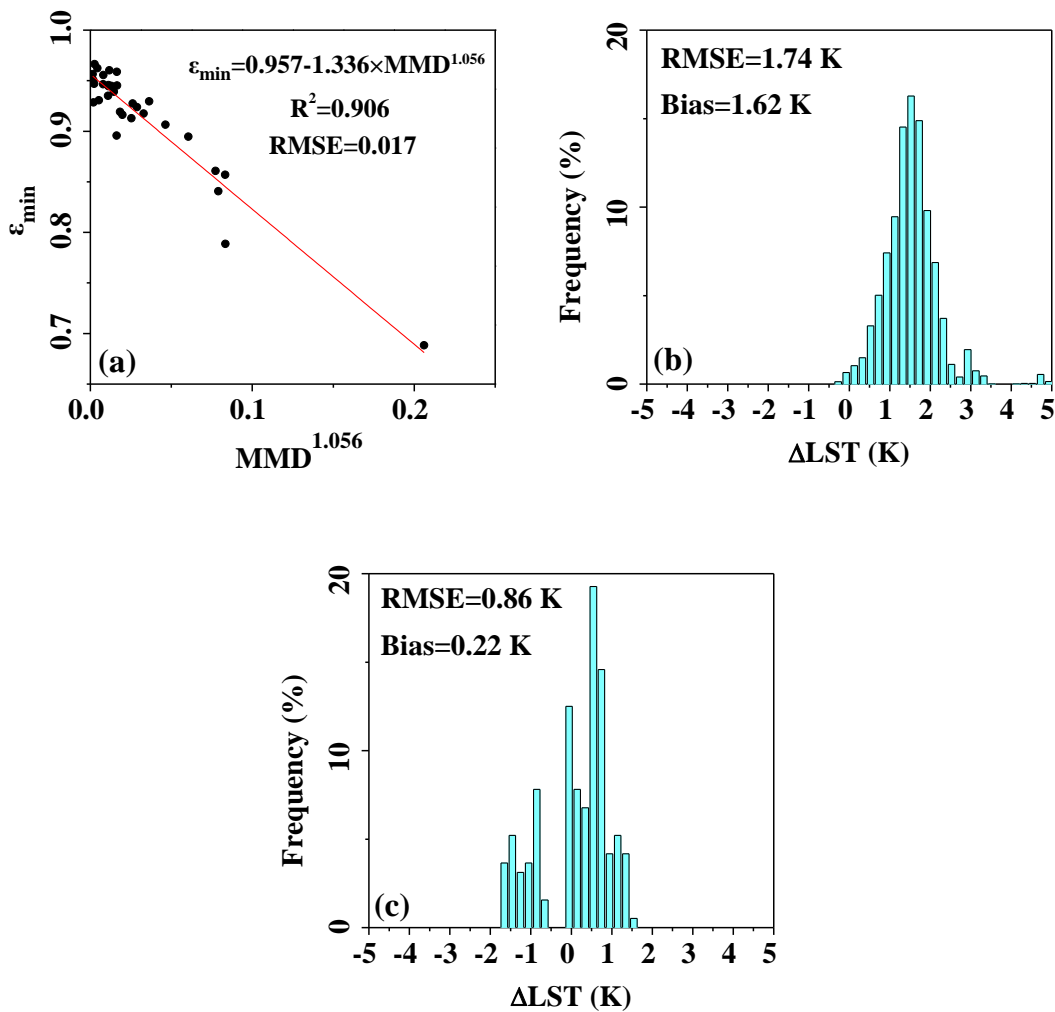 1.0
0.9
0.8
0.7
ε_min
ε_min=0.957-1.336×MMD^1.056
R^2=0.906
RMSE=0.017
(a)
0.0 0.1 0.2
MMD^1.056
20
10
0
Frequency (%)
RMSE=1.74 K
Bias=1.62 K
(b)
-5 -4 -3 -2 -1 0 1 2 3 4 5
ΔLST (K)
20
10
0
Frequency (%)
RMSE=0.86 K
Bias=0.22 K
(c)
-5 -4 -3 -2 -1 0 1 2 3 4 5
ΔLST (K)